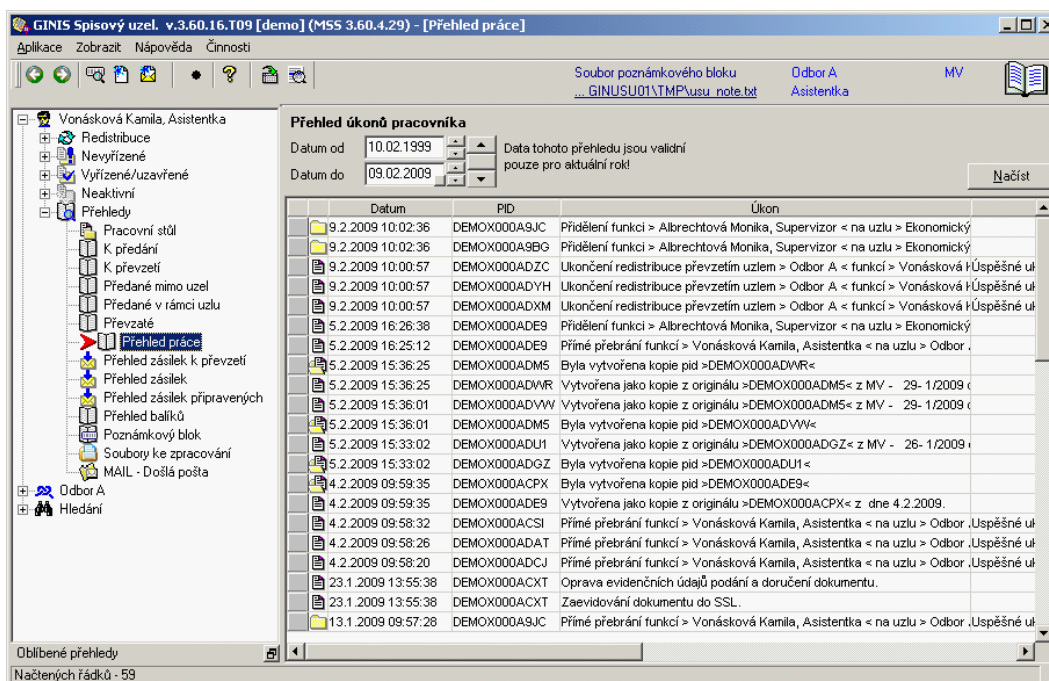 GINIS Spisový uzel. v.3.60.16.T09 [demo] (MSS 3.60.4.29) - [Přehled práce]
Aplikace Zobrazit Nápověda Činnosti
Soubor poznámkového bloku Odbor A MV
... GINUSU01\TMP\usu_note.txt Asistentka
Vonásková Kamila, Asistentka
Redistribuce
Nevyřízené
Vyřízené/uzavřené
Neaktivní
Přehledy
Pracovní stůl
K předání
K převzetí
Předané mimo uzel
Předané v rámci uzlu
Převzaté
Přehled práce
Přehled zásilek k převzetí
Přehled zásilek
Přehled zásilek připravených
Přehled balíků
Poznámkový blok
Soubory ke zpracování
MAIL - Došlá pošta
Odbor A
Hledání
Oblíbené přehledy
Přehled úkonů pracovníka
Datum od 10.02.1999 Data tohoto přehledu jsou validní
Datum do 09.02.2009 pouze pro aktuální rok!
Načíst
Datum PID Úkon
9.2.2009 10:02:36 DEMOX000A9JC Přidělení funkci > Albrechtová Monika, Supervizor < na uzlu > Ekonomický
9.2.2009 10:02:36 DEMOX000A9BG Přidělení funkci > Albrechtová Monika, Supervizor < na uzlu > Ekonomický
9.2.2009 10:00:57 DEMOX000ADZC Ukončení redistribuce převzetím uzlem > Odbor A < funkcí > Vonásková Úspěšné
9.2.2009 10:00:57 DEMOX000ADYH Ukončení redistribuce převzetím uzlem > Odbor A < funkcí > Vonásková Úspěšné
9.2.2009 10:00:57 DEMOX000ADXM Ukončení redistribuce převzetím uzlem > Odbor A < funkcí > Vonásková Úspěšné
5.2.2009 16:26:38 DEMOX000ADE9 Přidělení funkci > Albrechtová Monika, Supervizor < na uzlu > Ekonomický
5.2.2009 16:25:12 DEMOX000ADE9 Přímé přebrání funkcí > Vonásková Kamila, Asistentka < na uzlu > Odbor
5.2.2009 15:36:25 DEMOX000ADM5 Byla vytvořena kopie pid >DEMOX000ADWR<
5.2.2009 15:36:25 DEMOX000ADWR Vytvořena jako kopie z originálu >DEMOX000ADM5< z MV - 29- 1/2009
5.2.2009 15:36:01 DEMOX000ADVW Vytvořena jako kopie z originálu >DEMOX000ADM5< z MV - 29- 1/2009
5.2.2009 15:36:01 DEMOX000ADM5 Byla vytvořena kopie pid >DEMOX000ADVW<
5.2.2009 15:33:02 DEMOX000ADU1 Vytvořena jako kopie z originálu >DEMOX000ADGZ< z MV - 26- 1/2009
5.2.2009 15:33:02 DEMOX000ADGZ Byla vytvořena kopie pid >DEMOX000ADU1<
4.2.2009 09:59:35 DEMOX000ACPX Byla vytvořena kopie pid >DEMOX000ADE9<
4.2.2009 09:59:35 DEMOX000ADE9 Vytvořena jako kopie z originálu >DEMOX000ACPX< z dne 4.2.2009.
4.2.2009 09:58:32 DEMOX000ACSI Přímé přebrání funkcí > Vonásková Kamila, Asistentka < na uzlu > Odbor Úspěšné
4.2.2009 09:58:26 DEMOX000ADAT Přímé přebrání funkcí > Vonásková Kamila, Asistentka < na uzlu > Odbor Úspěšné
4.2.2009 09:58:20 DEMOX000ADCJ Přímé přebrání funkcí > Vonásková Kamila, Asistentka < na uzlu > Odbor Úspěšné
23.1.2009 13:55:38 DEMOX000ACXT Oprava evidenčních údajů podání a doručení dokumentu.
23.1.2009 13:55:38 DEMOX000ACXT Zaevidování dokumentu do SSL.
13.1.2009 09:57:28 DEMOX000A9JC Přímé přebrání funkcí > Vonásková Kamila, Asistentka < na uzlu > Odbor Úspěšné
Načtených řádků - 59